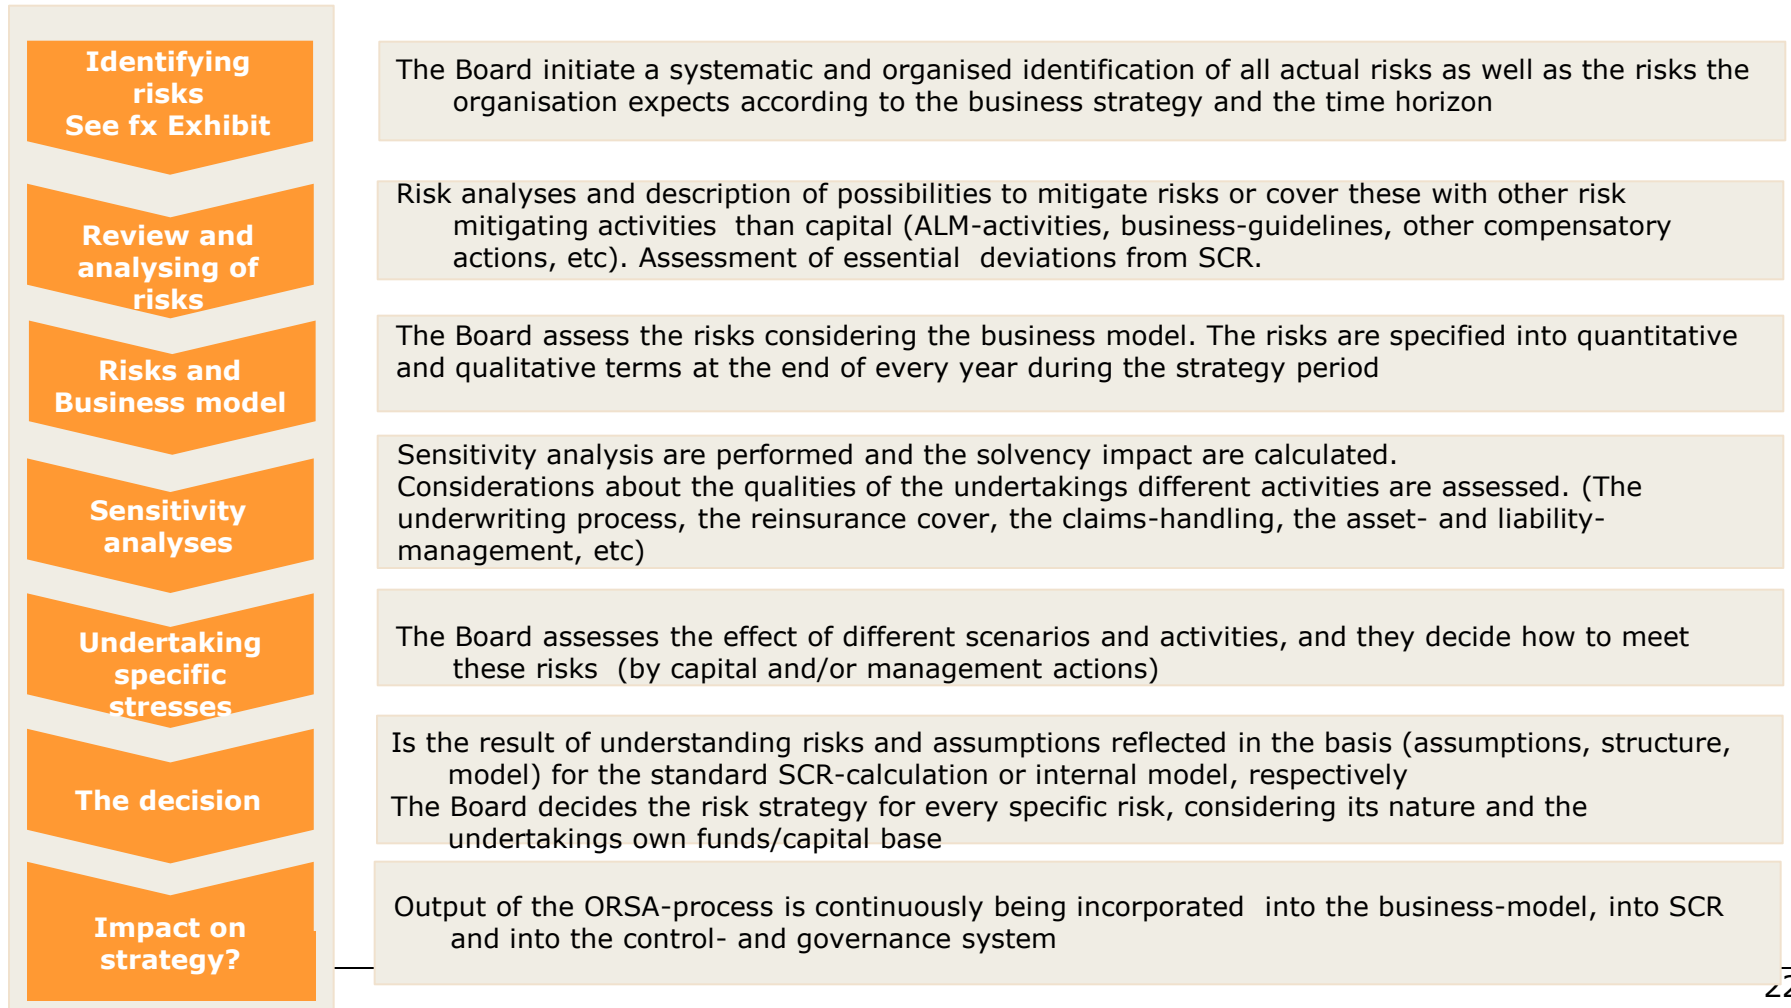 Identifying
risks
See fx Exhibit
The Board initiate a systematic and organised identification of all actual risks as well as the risks the
organisation expects according to the business strategy and the time horizon
Review and
analysing of
risks
Risk analyses and description of possibilities to mitigate risks or cover these with other risk
mitigating activities than capital (ALM-activities, business-guidelines, other compensatory
actions, etc). Assessment of essential deviations from SCR.
Risks and
Business model
The Board assess the risks considering the business model. The risks are specified into quantitative
and qualitative terms at the end of every year during the strategy period
Sensitivity
analyses
Sensitivity analysis are performed and the solvency impact are calculated.
Considerations about the qualities of the undertakings different activities are assessed. (The
underwriting process, the reinsurance cover, the claims-handling, the asset- and liability-
management, etc)
Undertaking
specific
stresses
The Board assesses the effect of different scenarios and activities, and they decide how to meet
these risks (by capital and/or management actions)
The decision
Is the result of understanding risks and assumptions reflected in the basis (assumptions, structure,
model) for the standard SCR-calculation or internal model, respectively
The Board decides the risk strategy for every specific risk, considering its nature and the
undertakings own funds/capital base
Impact on
strategy?
Output of the ORSA-process is continuously being incorporated into the business-model, into SCR
and into the control- and governance system
22